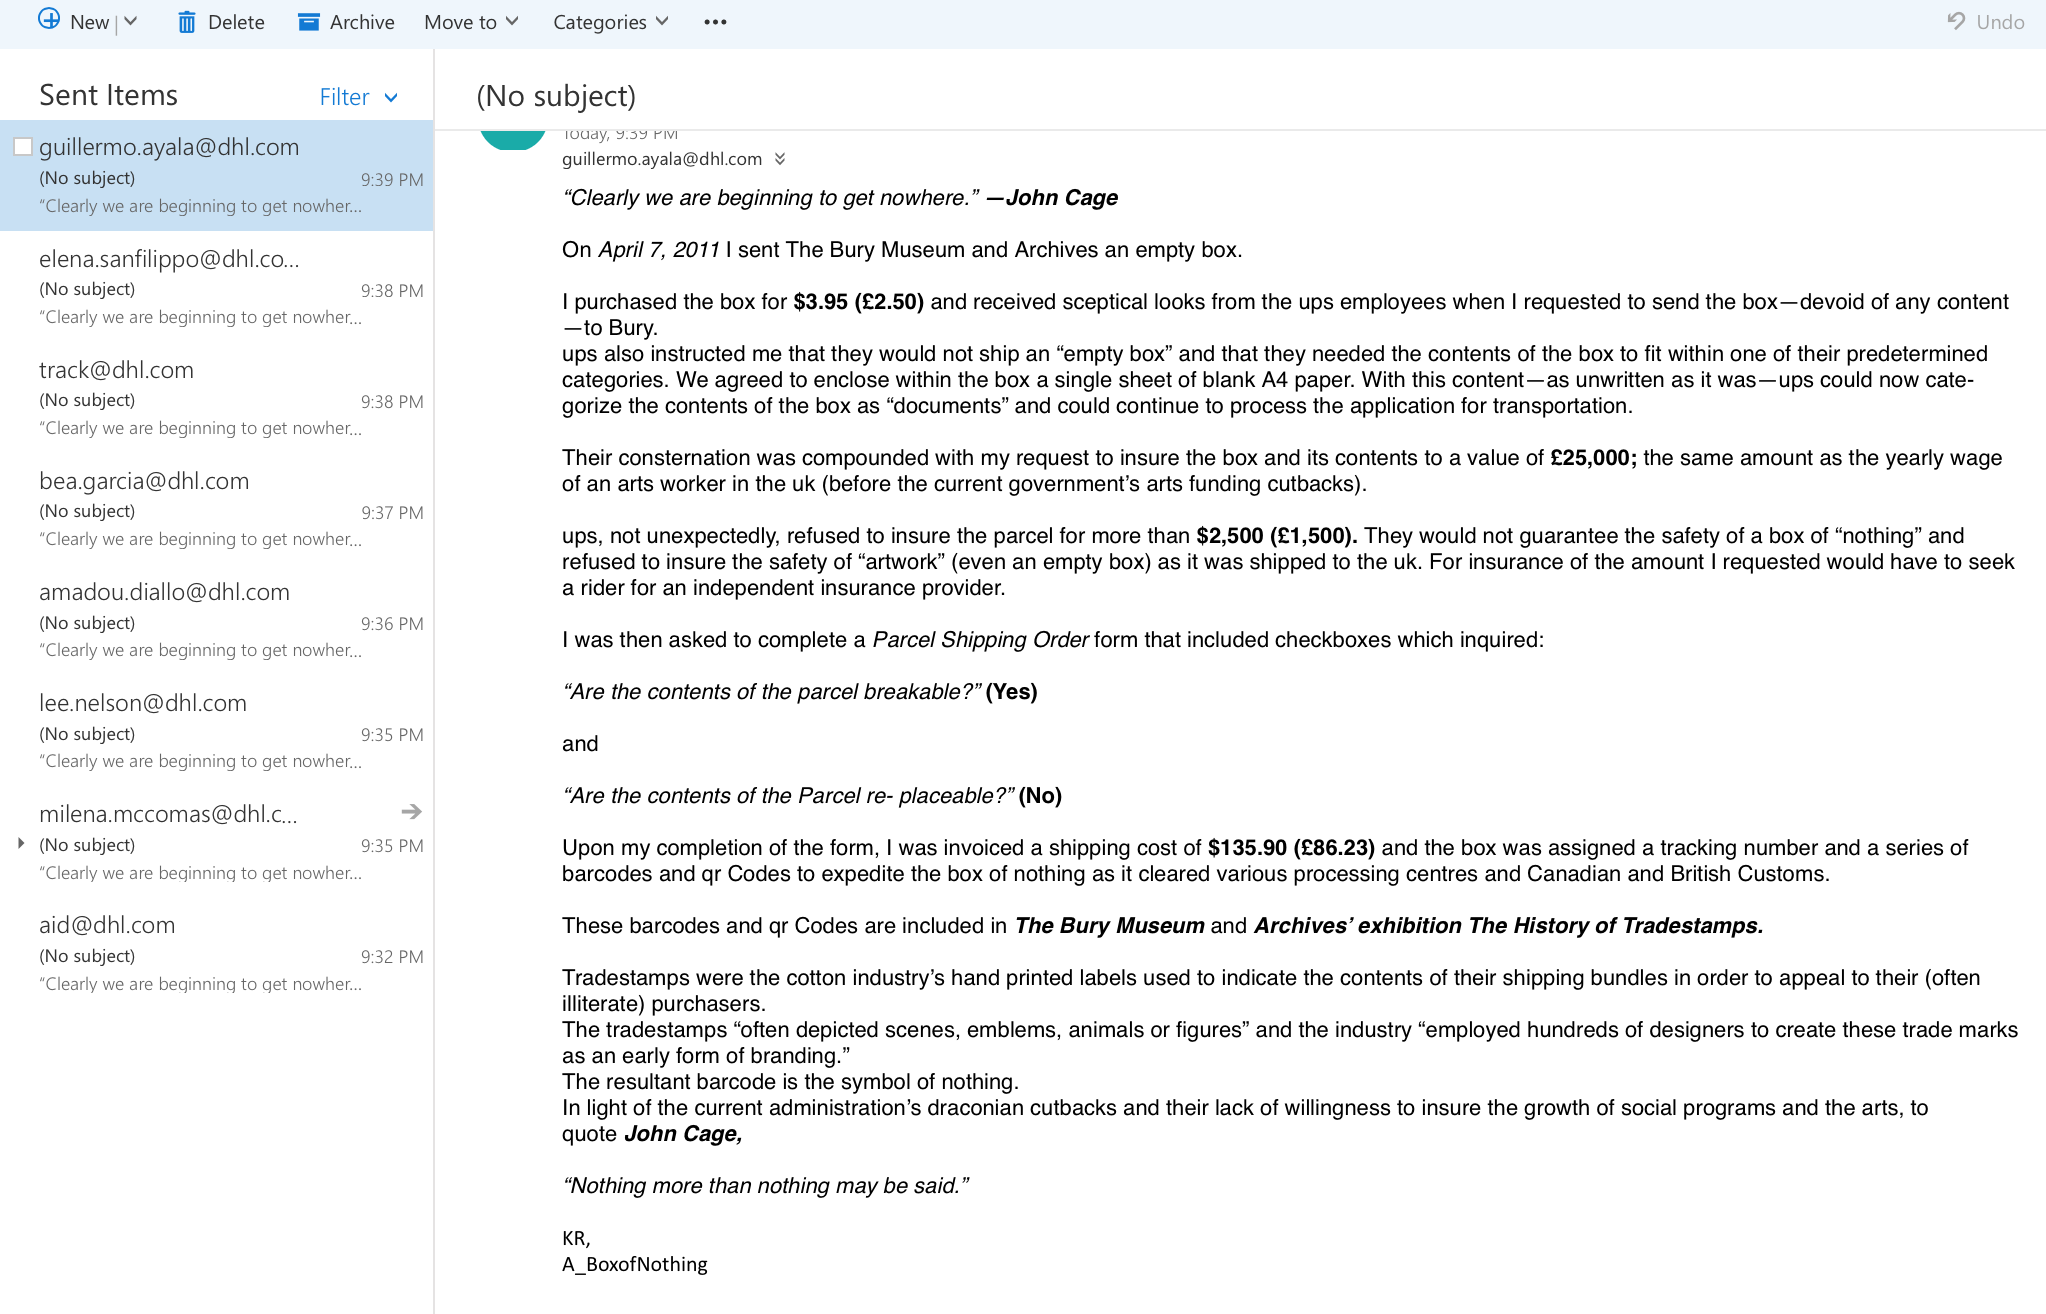 New
Delete
Archive
Move to
Categories
•••
Undo
Sent Items
Filter
guillermo.ayala@dhl.com
(No subject)
9:39 PM
“Clearly we are beginning to get nowher...
elena.sanfilippo@dhl.co...
(No subject)
9:38 PM
“Clearly we are beginning to get nowher...
track@dhl.com
(No subject)
9:38 PM
“Clearly we are beginning to get nowher...
bea.garcia@dhl.com
(No subject)
9:37 PM
“Clearly we are beginning to get nowher...
amadou.diallo@dhl.com
(No subject)
9:36 PM
“Clearly we are beginning to get nowher...
lee.nelson@dhl.com
(No subject)
9:35 PM
“Clearly we are beginning to get nowher...
milena.mccomas@dhl.c...
(No subject)
9:35 PM
“Clearly we are beginning to get nowher...
aid@dhl.com
(No subject)
9:32 PM
“Clearly we are beginning to get nowher...
(No subject)
Today, 9:39 PM
guillermo.ayala@dhl.com
“Clearly we are beginning to get nowhere.” —John Cage
On April 7, 2011 I sent The Bury Museum and Archives an empty box.
I purchased the box for $3.95 (£2.50) and received sceptical looks from the ups employees when I requested to send the box—devoid of any content
—to Bury.
ups also instructed me that they would not ship an “empty box” and that they needed the contents of the box to fit within one of their predetermined
categories. We agreed to enclose within the box a single sheet of blank A4 paper. With this content—as unwritten as it was—ups could now cate-
gorize the contents of the box as “documents” and could continue to process the application for transportation.
Their consternation was compounded with my request to insure the box and its contents to a value of £25,000; the same amount as the yearly wage
of an arts worker in the uk (before the current government’s arts funding cutbacks).
ups, not unexpectedly, refused to insure the parcel for more than $2,500 (£1,500). They would not guarantee the safety of a box of “nothing” and
refused to insure the safety of “artwork” (even an empty box) as it was shipped to the uk. For insurance of the amount I requested would have to seek
a rider for an independent insurance provider.
I was then asked to complete a Parcel Shipping Order form that included checkboxes which inquired:
“Are the contents of the parcel breakable?” (Yes)
and
“Are the contents of the Parcel re- placeable?” (No)
Upon my completion of the form, I was invoiced a shipping cost of $135.90 (£86.23) and the box was assigned a tracking number and a series of
barcodes and qr Codes to expedite the box of nothing as it cleared various processing centres and Canadian and British Customs.
These barcodes and qr Codes are included in The Bury Museum and Archives’ exhibition The History of Tradestamps.
Tradestamps were the cotton industry’s hand printed labels used to indicate the contents of their shipping bundles in order to appeal to their (often
illiterate) purchasers.
The tradestamps “often depicted scenes, emblems, animals or figures” and the industry “employed hundreds of designers to create these trade marks
as an early form of branding.”
The resultant barcode is the symbol of nothing.
In light of the current administration’s draconian cutbacks and their lack of willingness to insure the growth of social programs and the arts, to
quote John Cage,
“Nothing more than nothing may be said.”
KR,
A_BoxofNothing